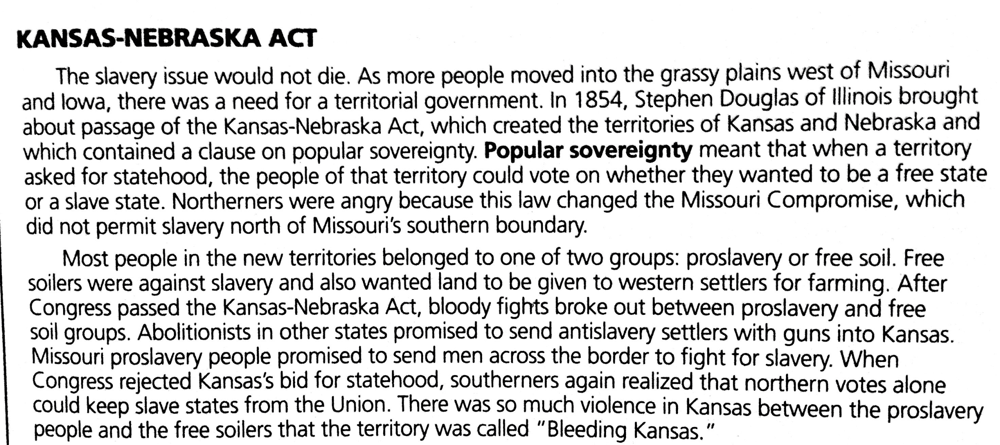 KANSAS-NEBRASKA ACT
The slavery issue would not die. As more people moved into the grassy plains west of Missouri
and Iowa, there was a need for a territorial government. In 1854, Stephen Douglas of Illinois brought
about passage of the Kansas-Nebraska Act, which created the territories of Kansas and Nebraska and
which contained a clause on popular sovereignty. Popular sovereignty meant that when a territory
asked for statehood, the people of that territory could vote on whether they wanted to be a free state
or a slave state. Northerners were angry because this law changed the Missouri Compromise, which
did not permit slavery north of Missouri's southern boundary.
Most people in the new territories belonged to one of two groups: proslavery or free soil. Free
soilers were against slavery and also wanted land to be given to western settlers for farming. After
Congress passed the Kansas-Nebraska Act, bloody fights broke out between proslavery and free
soil groups. Abolitionists in other states promised to send antislavery settlers with guns into Kansas.
Missouri proslavery people promised to send men across the border to fight for slavery. When
Congress rejected Kansas's bid for statehood, southerners again realized that northern votes alone
could keep slave states from the Union. There was so much violence in Kansas between the proslavery
people and the free soilers that the territory was called "Bleeding Kansas."